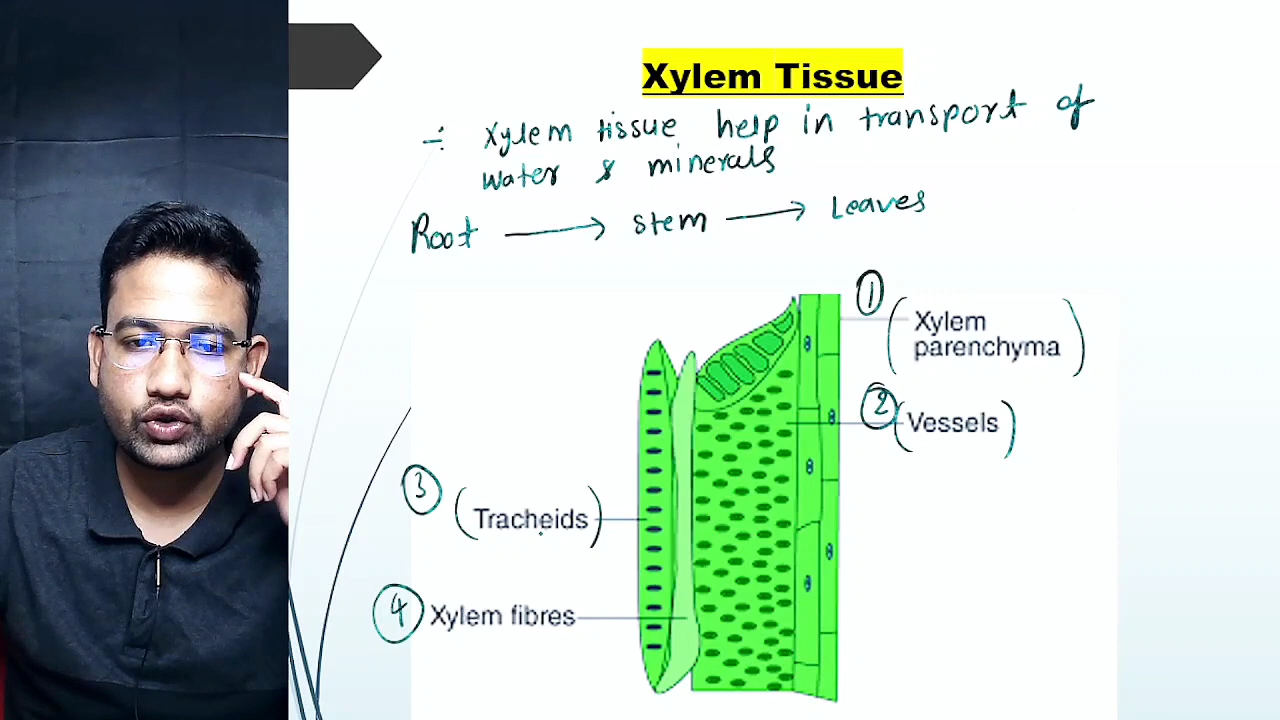 Xylem Tissue
÷ Xylem tissue help in transport of
water & minerals
Root → stem → Leaves
① (Xylem
parenchyma)
② (Vessels)
③ (Tracheids)
④ Xylem fibres